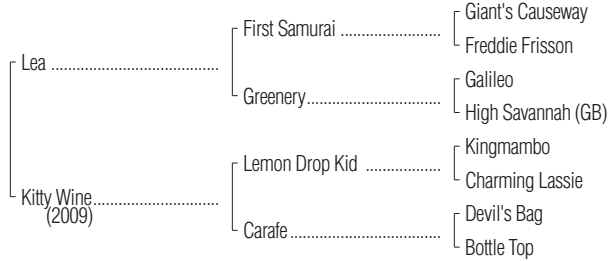 Giant's Causeway
First Samurai ...................
Freddie Frisson
Lea .......................................
Galileo
Greenery...............................
High Savannah (GB)
Kingmambo
Lemon Drop Kid .................
Charming Lassie
Kitty Wine.............................
(2009)
Devil's Bag
Carafe...................................
Bottle Top